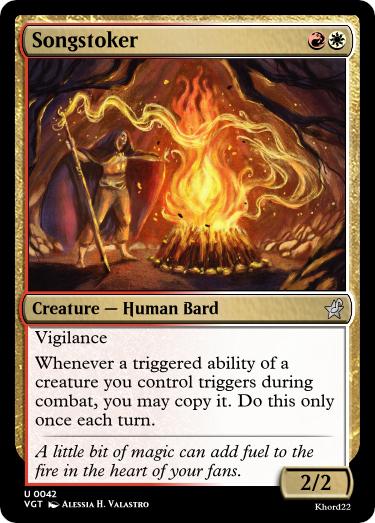 Songstoker
Creature — Human Bard
Vigilance
Whenever a triggered ability of a
creature you control triggers during
combat, you may copy it. Do this only
once each turn.
A little bit of magic can add fuel to the
fire in the heart of your fans.
2/2
U 0042
VGT Alessia H. Valastro
Khord22